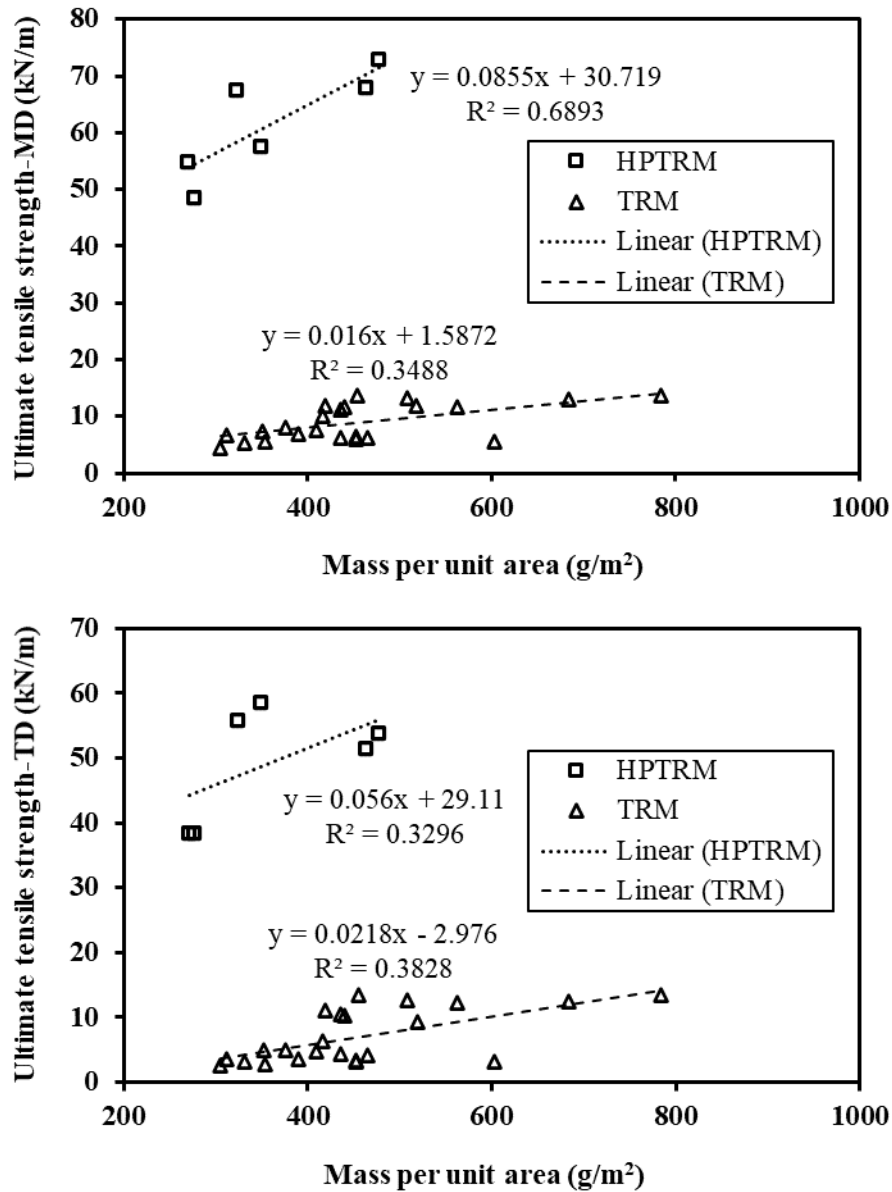 Ultimate tensile strength-MD (kN/m)
80
70
60
50
40
30
20
10
0
y = 0.0855x + 30.719
R² = 0.6893
HPTRM
TRM
Linear (HPTRM)
Linear (TRM)
y = 0.016x + 1.5872
R² = 0.3488
200 400 600 800 1000
Mass per unit area (g/m²)
Ultimate tensile strength-TD (kN/m)
70
60
50
40
30
20
10
0
HPTRM
TRM
Linear (HPTRM)
Linear (TRM)
y = 0.056x + 29.11
R² = 0.3296
y = 0.0218x - 2.976
R² = 0.3828
200 400 600 800 1000
Mass per unit area (g/m²)